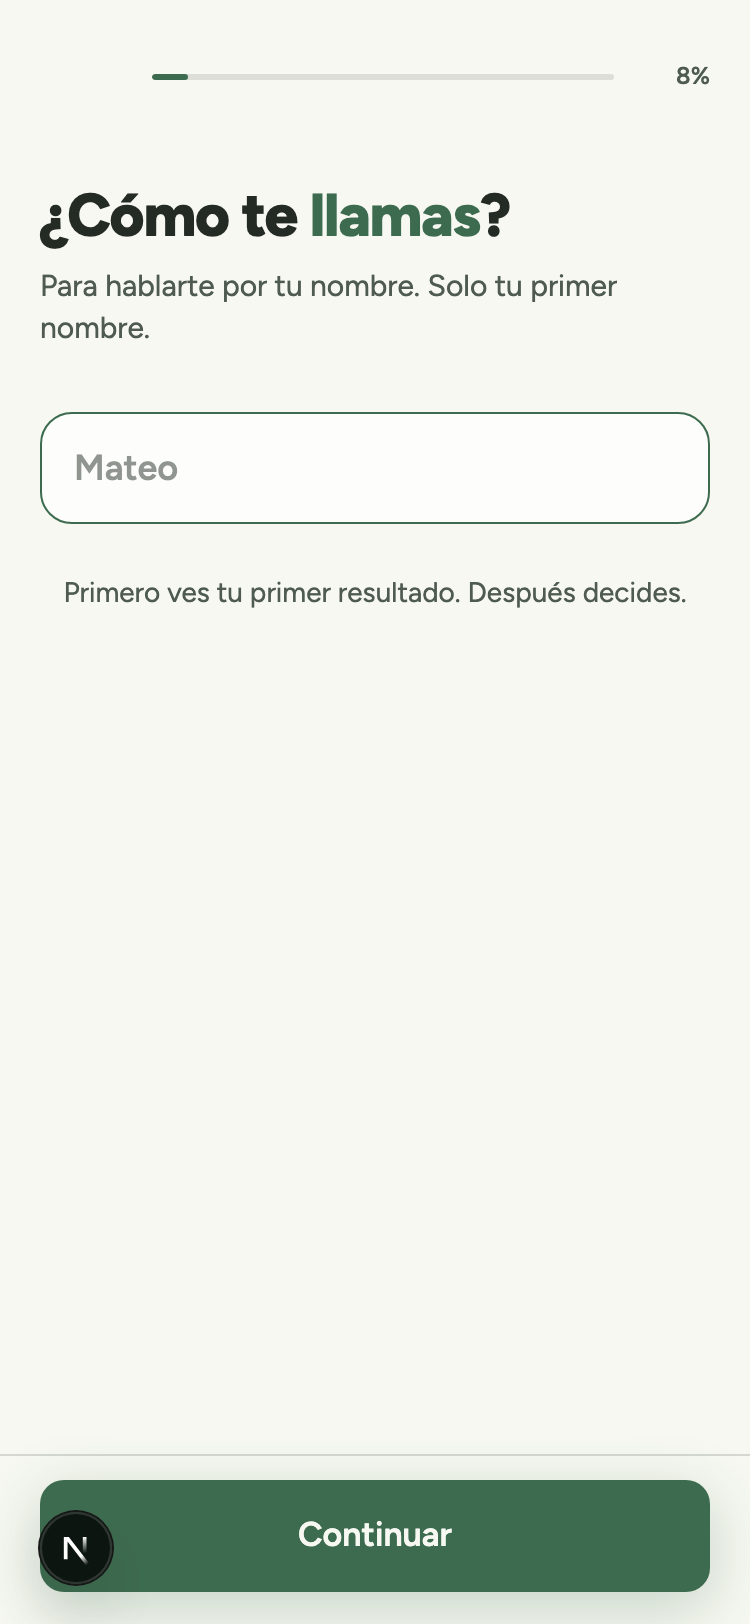 8%
¿Cómo te llamas?
Para hablarte por tu nombre. Solo tu primer
nombre.
Mateo
Primero ves tu primer resultado. Después decides.
Continuar
N